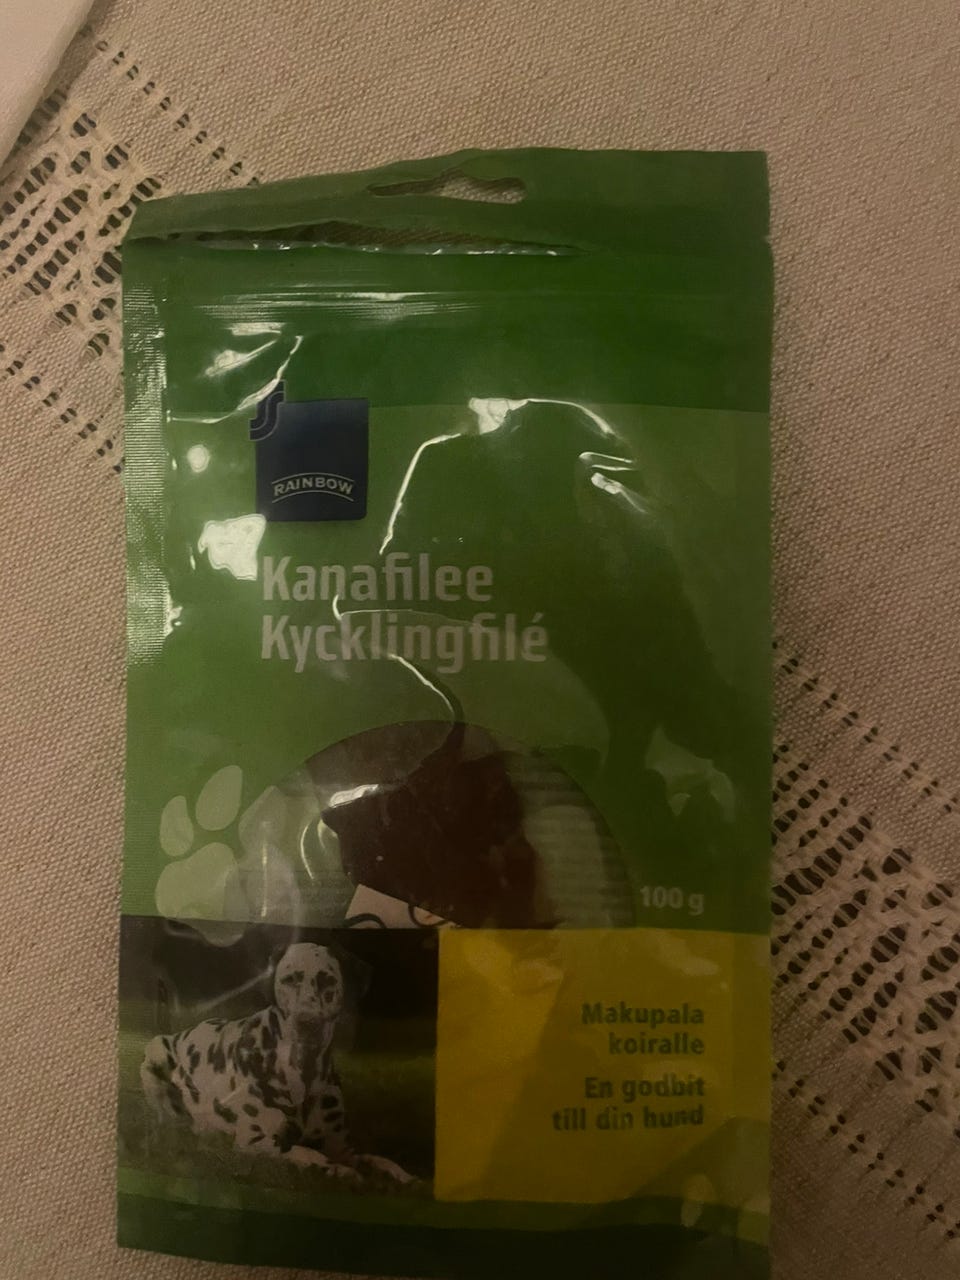 RAINBOW
Kanafilee
Kycklingfilé
100 g
Makupala
koiralle
En godbit
till din hund